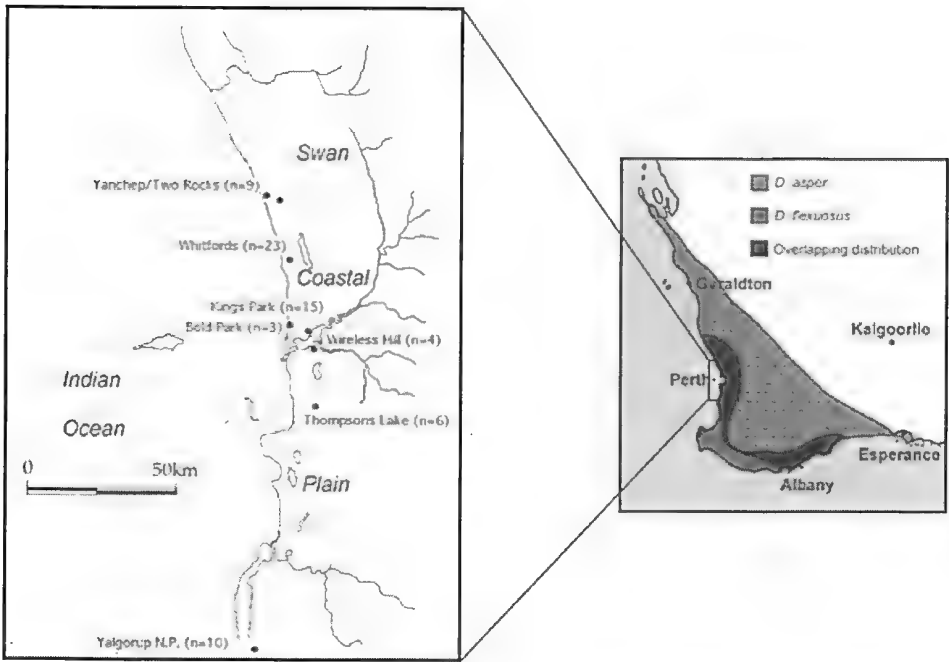 Swan
Yanchep/Two Rocks (n=9)
Whitfords (n=23)
Coastal
Kings Park (n=15)
Bold Park (n=3)
Wireless Hill (n=4)
Indian
Ocean
Thompsons Lake (n=6)
0 50km
Plain
Yalgorup N.P. (n=10)
D. asper
D. flexuosus
Overlapping distribution
Geraldton
Kalgoorlie
Perth
Esperance
Albany